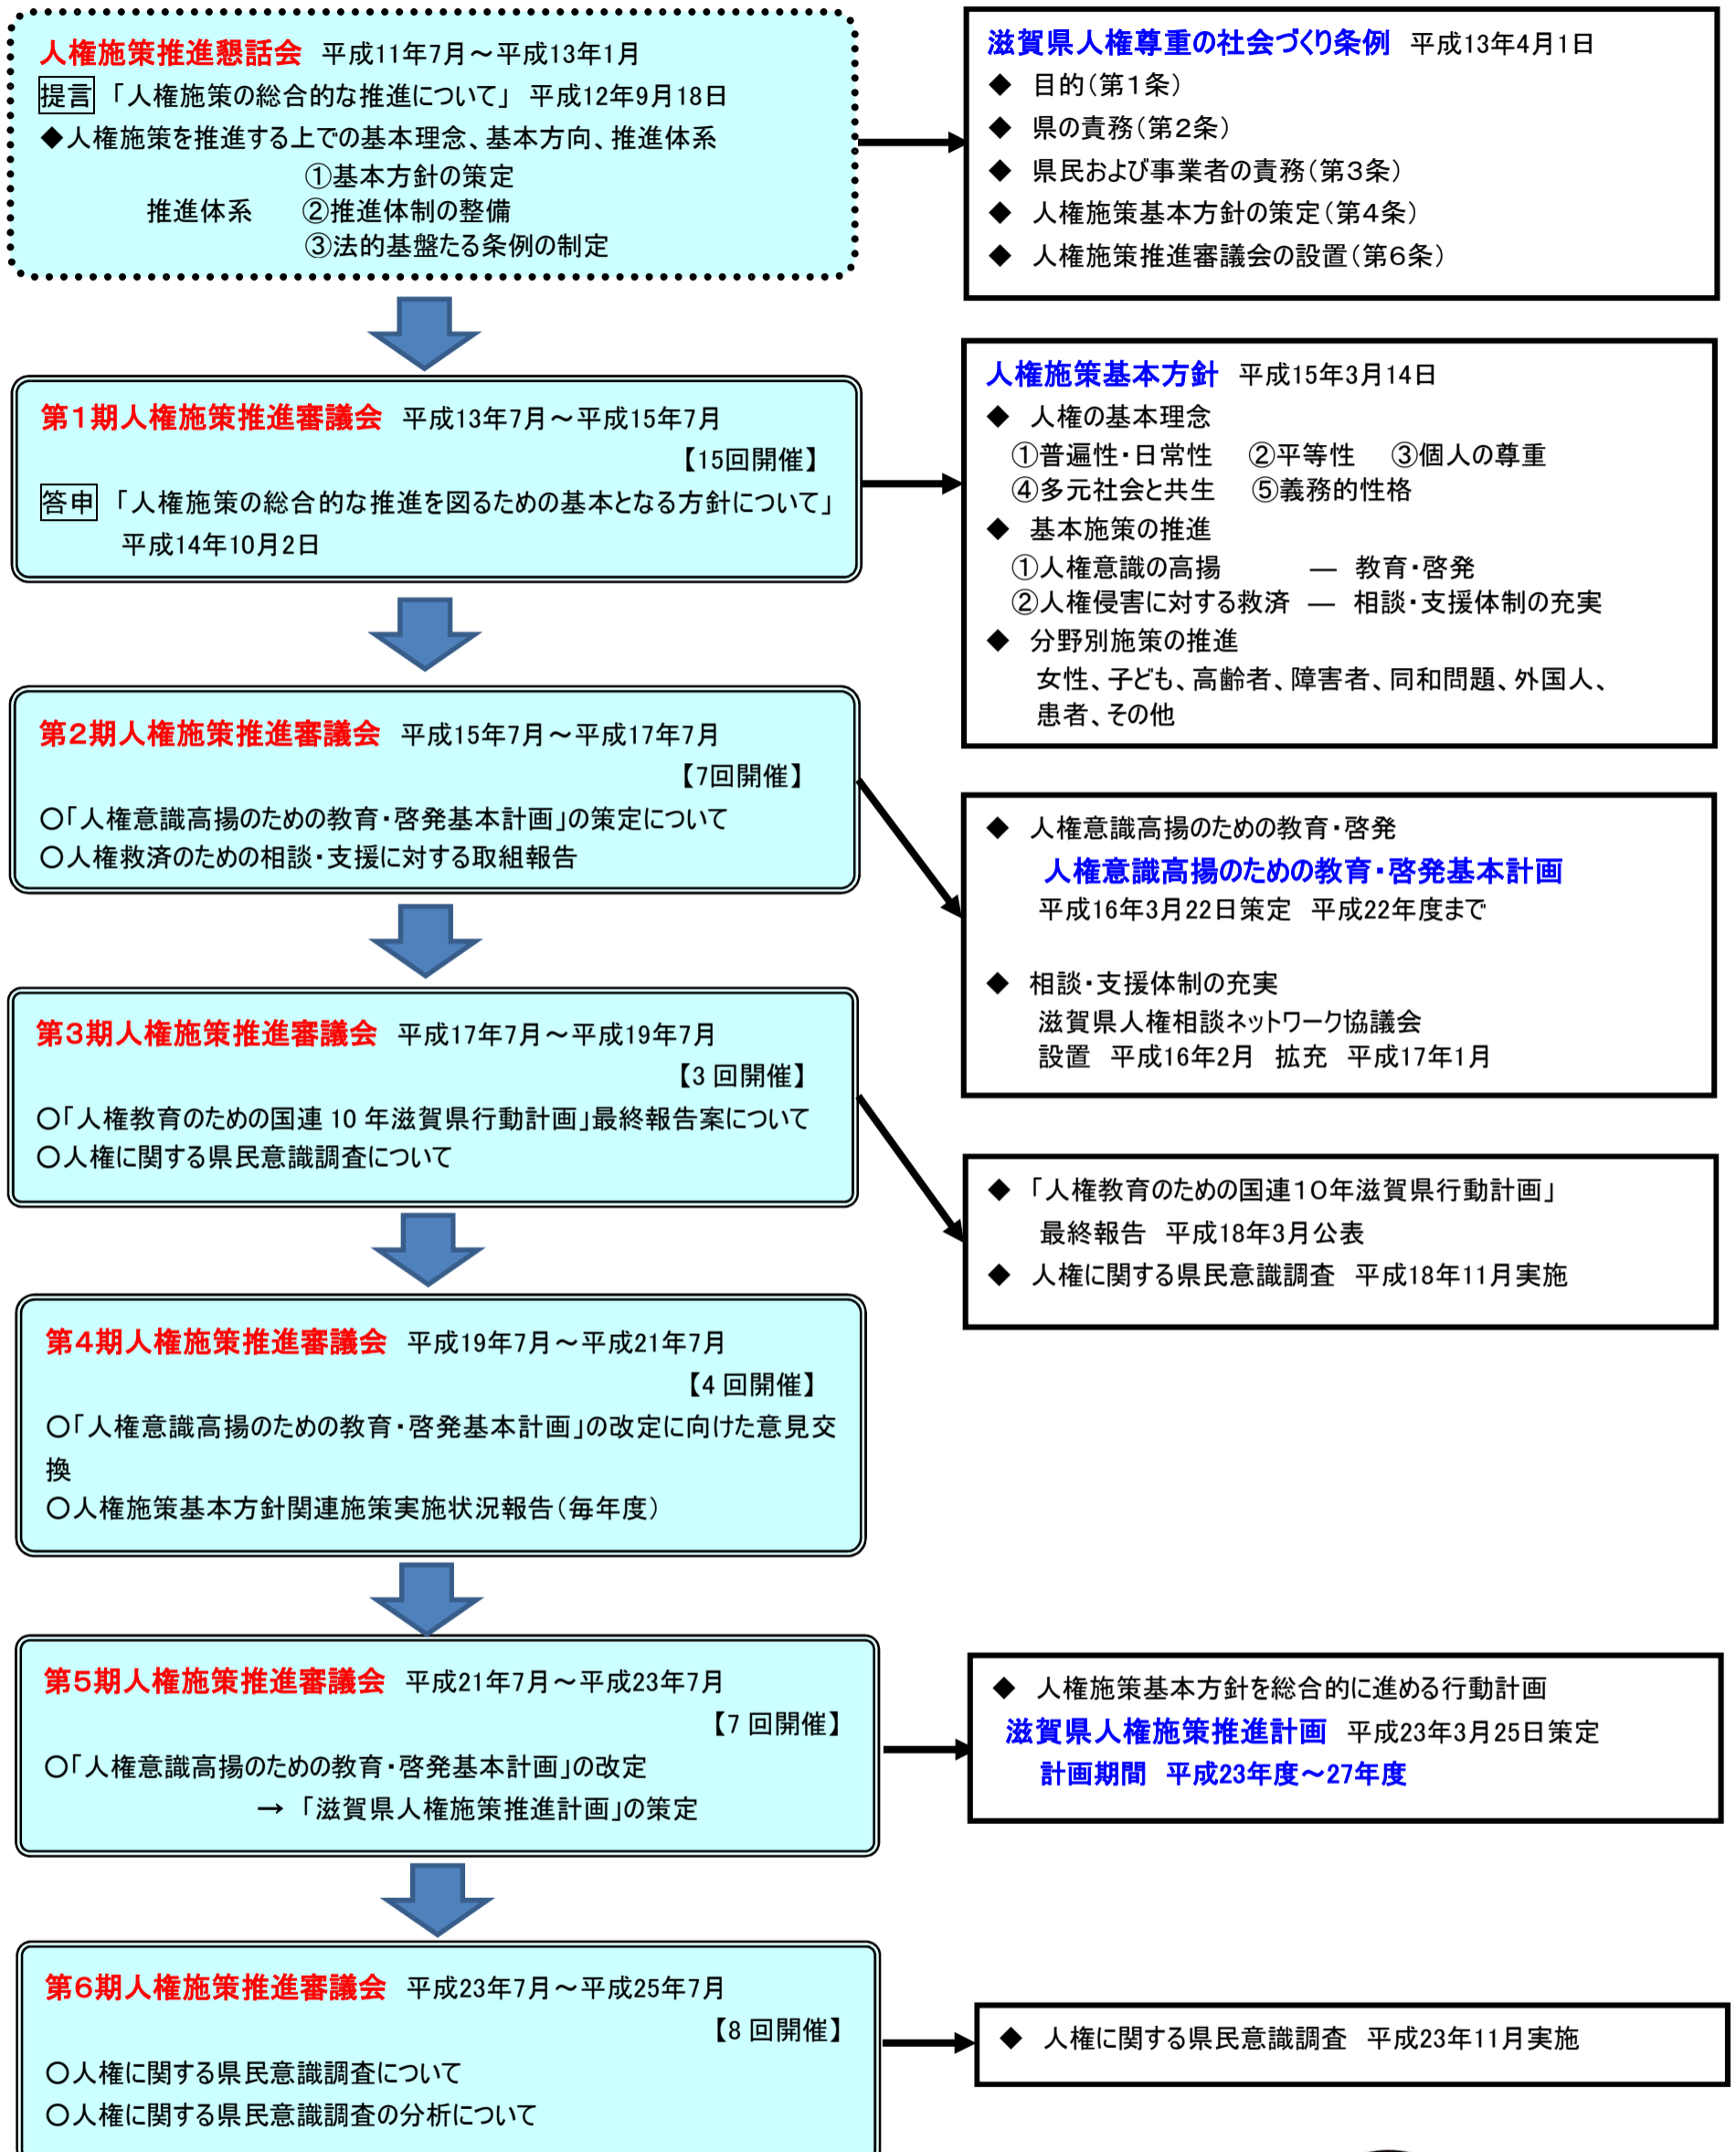 人権施策推進懇話会　平成11年7月～平成13年1月
提言　「人権施策の総合的な推進について」　平成12年9月18日
◆人権施策を推進する上での基本理念、基本方向、推進体系
①基本方針の策定
推進体系　②推進体制の整備
③法的基盤たる条例の制定
滋賀県人権尊重の社会づくり条例　平成13年4月1日
◆　目的（第１条）
◆　県の責務（第２条）
◆　県民および事業者の責務（第３条）
◆　人権施策基本方針の策定（第４条）
◆　人権施策推進審議会の設置（第６条）
第１期人権施策推進審議会　平成13年7月～平成15年7月
【15回開催】
答申　「人権施策の総合的な推進を図るための基本となる方針について」
平成14年10月2日
人権施策基本方針　平成15年3月14日
◆　人権の基本理念
①普遍性・日常性　②平等性　③個人の尊重
④多元社会と共生　⑤義務的性格
◆　基本施策の推進
①人権意識の高揚　―　教育・啓発
②人権侵害に対する救済　―　相談・支援体制の充実
◆　分野別施策の推進
女性、子ども、高齢者、障害者、同和問題、外国人、
患者、その他
第２期人権施策推進審議会　平成15年7月～平成17年7月
【7回開催】
○「人権意識高揚のための教育・啓発基本計画」の策定について
○人権救済のための相談・支援に対する取組報告
◆　人権意識高揚のための教育・啓発
人権意識高揚のための教育・啓発基本計画
平成16年3月22日策定　平成22年度まで
◆　相談・支援体制の充実
滋賀県人権相談ネットワーク協議会
設置　平成16年2月　拡充　平成17年1月
第３期人権施策推進審議会　平成17年7月～平成19年7月
【3 回開催】
○「人権教育のための国連 10 年滋賀県行動計画」最終報告案について
○人権に関する県民意識調査について
◆　「人権教育のための国連１０年滋賀県行動計画」
最終報告　平成18年3月公表
◆　人権に関する県民意識調査　平成18年11月実施
第４期人権施策推進審議会　平成19年7月～平成21年7月
【4 回開催】
○「人権意識高揚のための教育・啓発基本計画」の改定に向けた意見交
換
○人権施策基本方針関連施策実施状況報告（毎年度）
第５期人権施策推進審議会　平成21年7月～平成23年7月
【7 回開催】
○「人権意識高揚のための教育・啓発基本計画」の改定
→　「滋賀県人権施策推進計画」の策定
◆　人権施策基本方針を総合的に進める行動計画
滋賀県人権施策推進計画　平成23年3月25日策定
計画期間　平成23年度～27年度
第６期人権施策推進審議会　平成23年7月～平成25年7月
【8 回開催】
○人権に関する県民意識調査について
○人権に関する県民意識調査の分析について
◆　人権に関する県民意識調査　平成23年11月実施